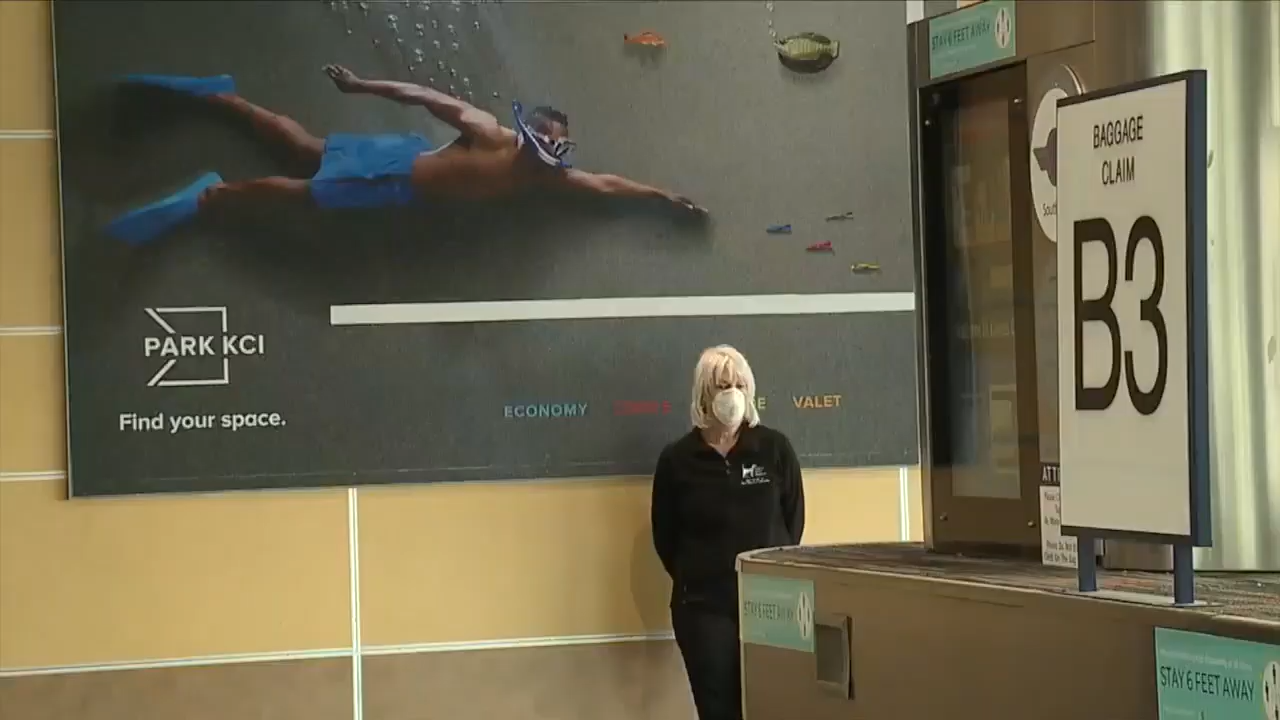 STAY 6 FEET AWAY
BAGGAGE
CLAIM
B3
PARK KCI
Find your space.
ECONOMY
VALET
STAY 6 FEET AWAY
STAY 6 FEET AWAY